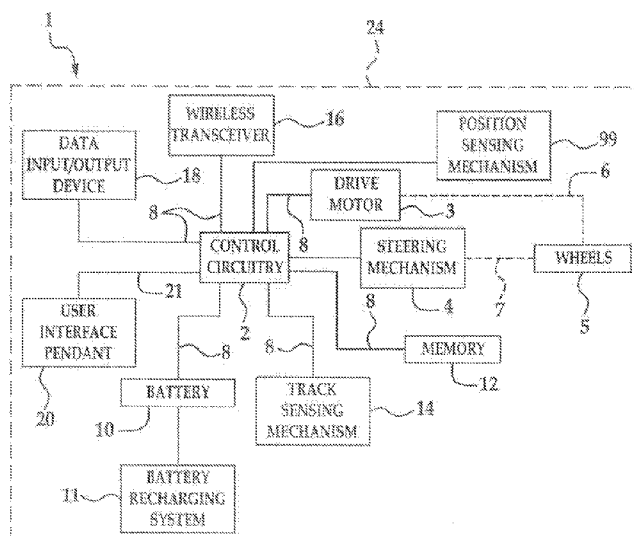 1
24
WIRELESS
TRANSCEIVER
16
DATA
INPUT/OUTPUT
DEVICE
18
POSITION
SENSING
MECHANISM
99
DRIVE
MOTOR
3
6
8
8
CONTROL
CIRCUITRY
2
STEERING
MECHANISM
4
7
WHEELS
5
21
USER
INTERFACE
PENDANT
20
8
8
8
MEMORY
12
BATTERY
10
TRACK
SENSING
MECHANISM
14
BATTERY
RECHARGING
SYSTEM
11